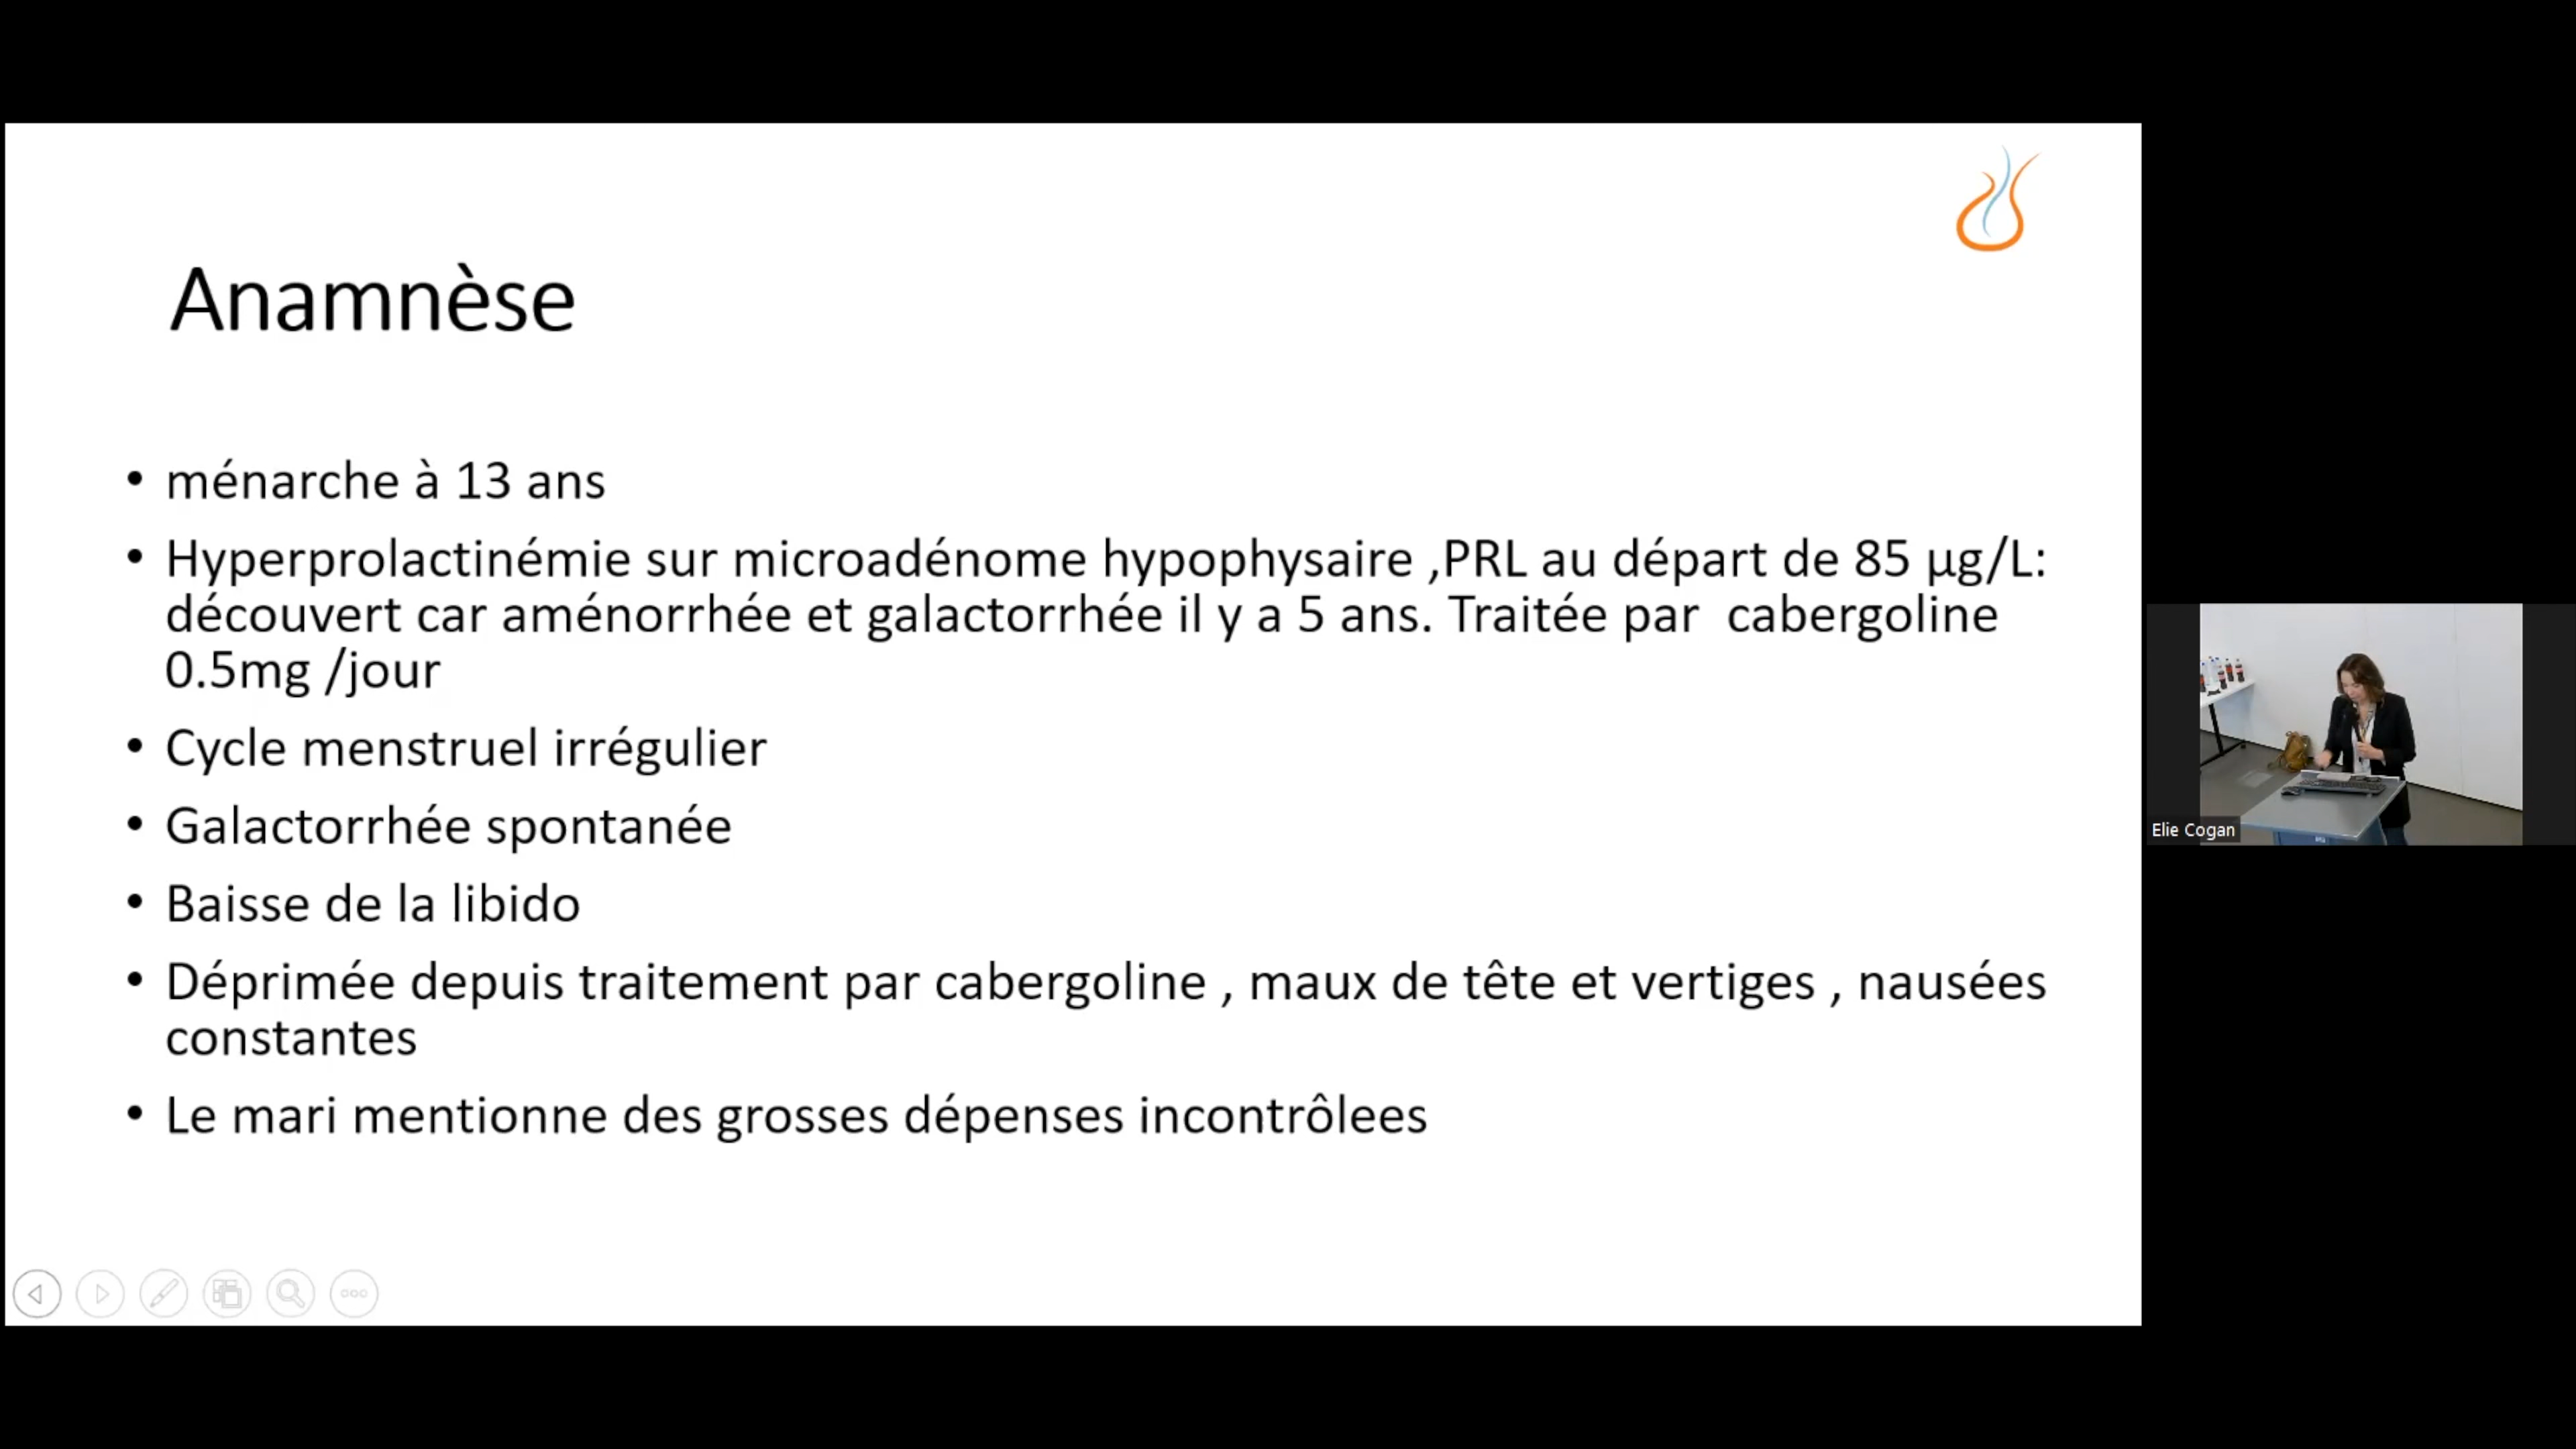 Anamnèse
• ménarche à 13 ans
• Hyperprolactinémie sur microadénome hypophysaire ,PRL au départ de 85 µg/L:
découvert car aménorrhée et galactorrhée il y a 5 ans. Traitée par  cabergoline
0.5mg /jour
• Cycle menstruel irrégulier
• Galactorrhée spontanée
• Baisse de la libido
• Déprimée depuis traitement par cabergoline , maux de tête et vertiges , nausées
constantes
• Le mari mentionne des grosses dépenses incontrôlees
Elie Cogan